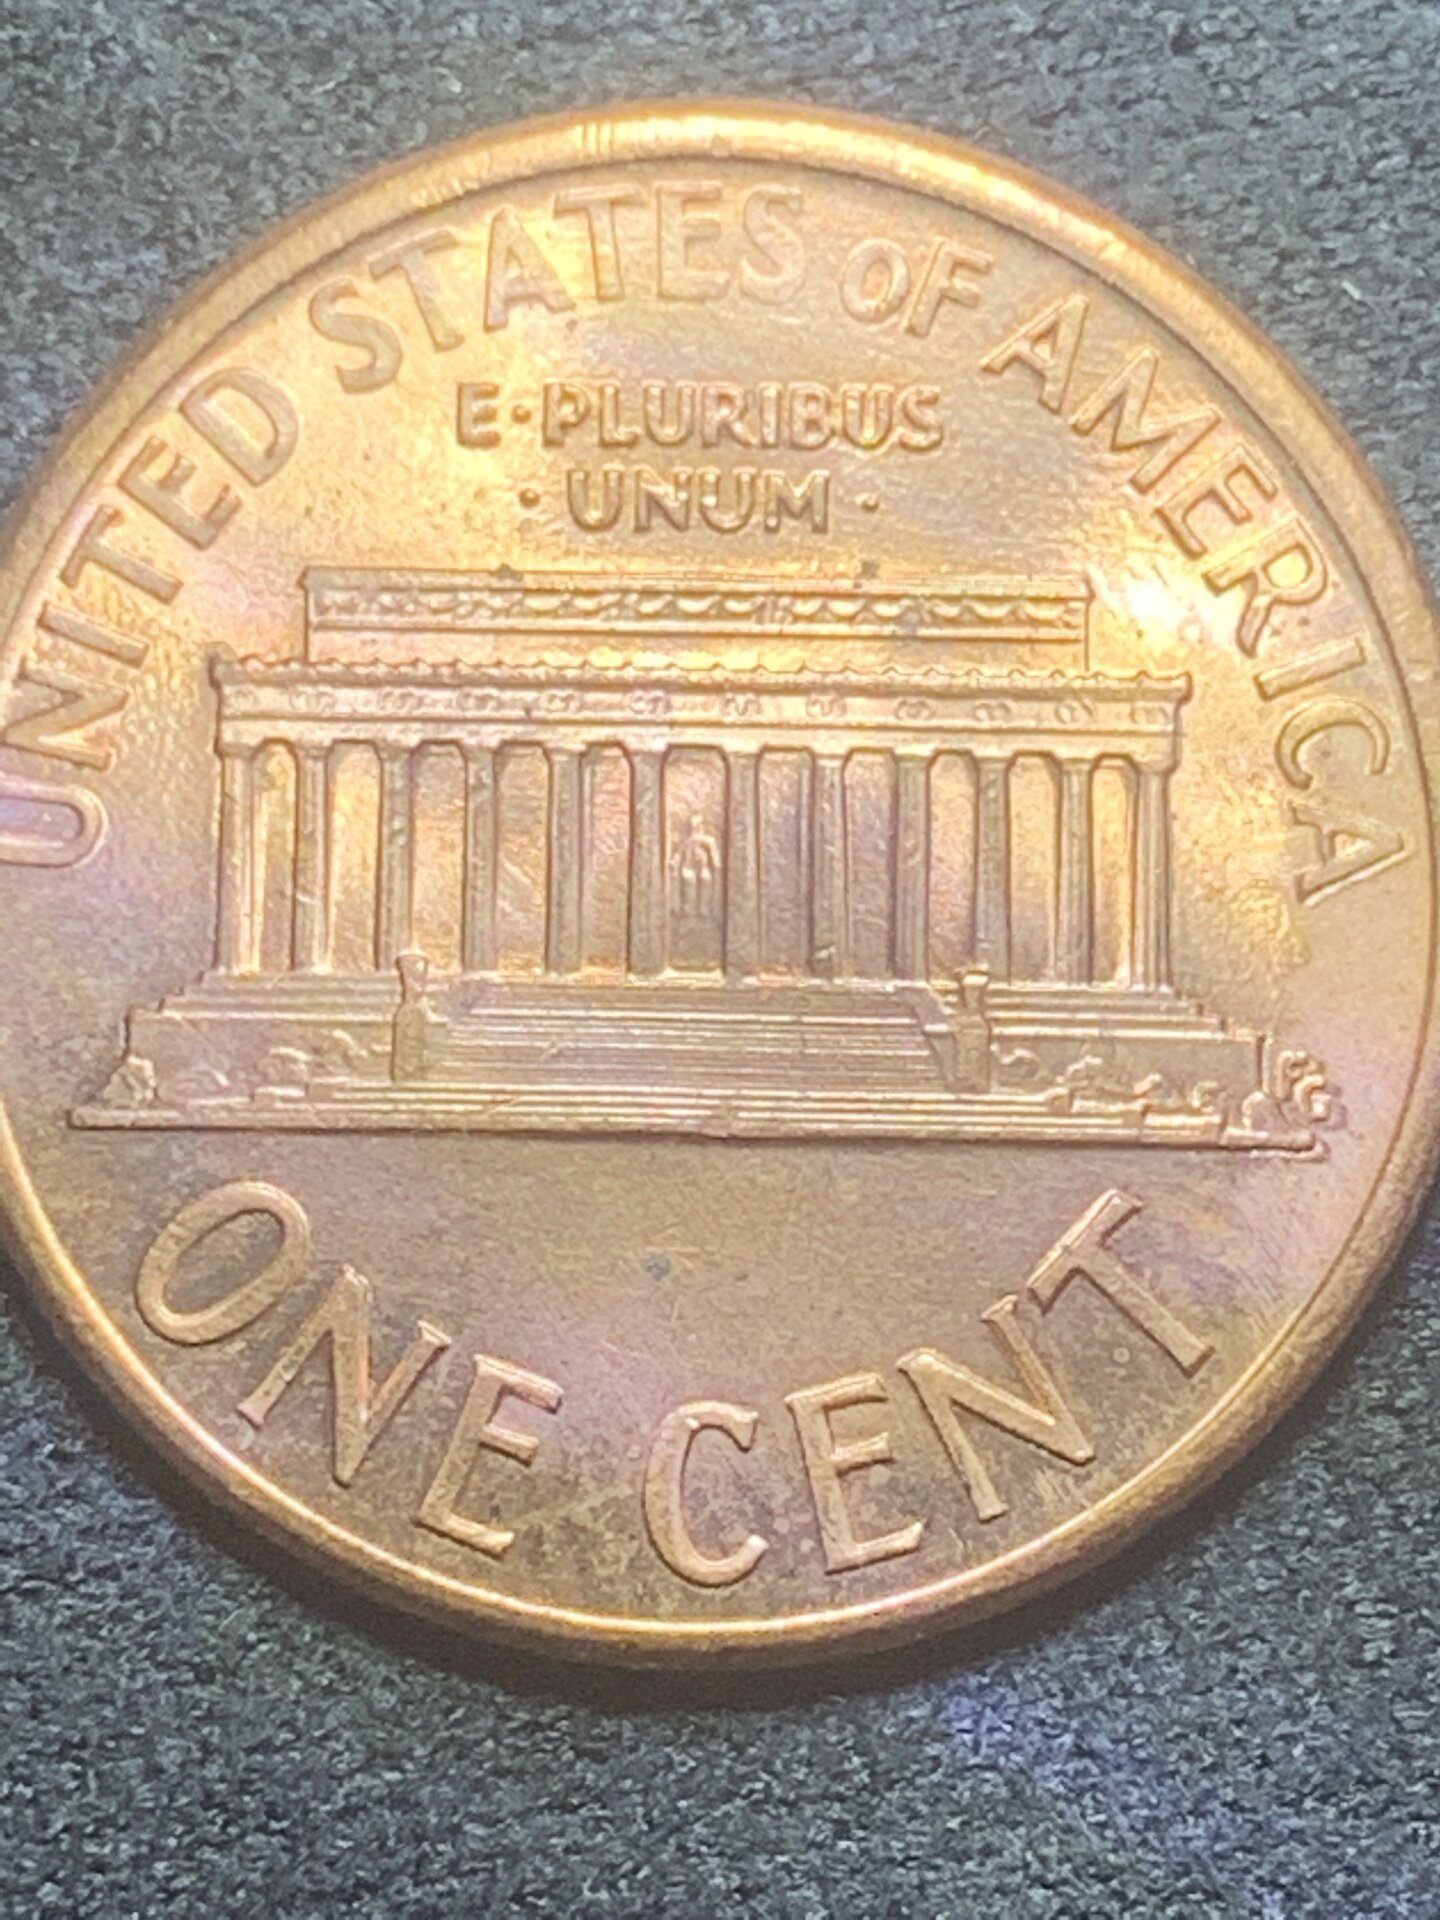 UNITED STATES OF AMERICA
E·PLURIBUS
·UNUM·
FG
ONE CENT